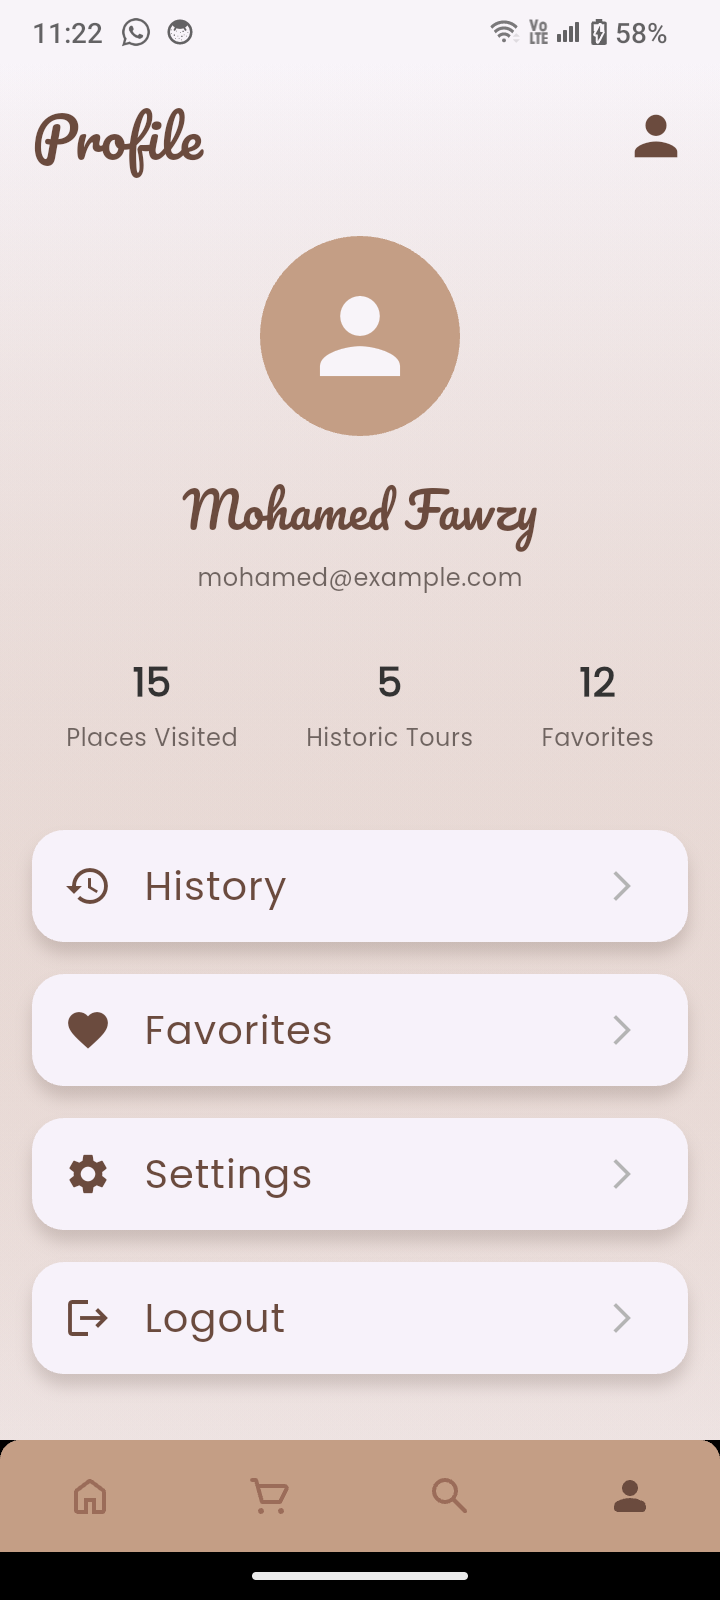 11:22 Vo LTE 58%
Profile
Mohamed Fawzy
mohamed@example.com
15 5 12
Places Visited Historic Tours Favorites
History
Favorites
Settings
Logout